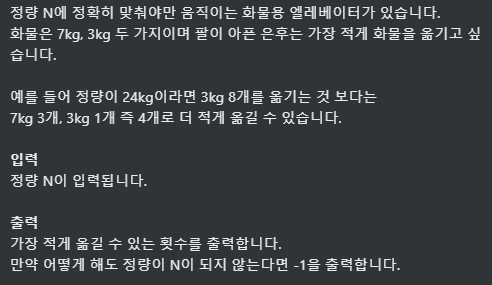 정량 N에 정확히 맞춰야만 움직이는 화물용 엘레베이터가 있습니다.
화물은 7kg, 3kg 두 가지이며 팔이 아픈 은후는 가장 적게 화물을 옮기고 싶
습니다.
예를 들어 정량이 24kg이라면 3kg 8개를 옮기는 것 보다는
7kg 3개, 3kg 1개 즉 4개로 더 적게 옮길 수 있습니다.
입력
정량 N이 입력됩니다.
출력
가장 적게 옮길 수 있는 횟수를 출력합니다.
만약 어떻게 해도 정량이 N이 되지 않는다면 -1을 출력합니다.